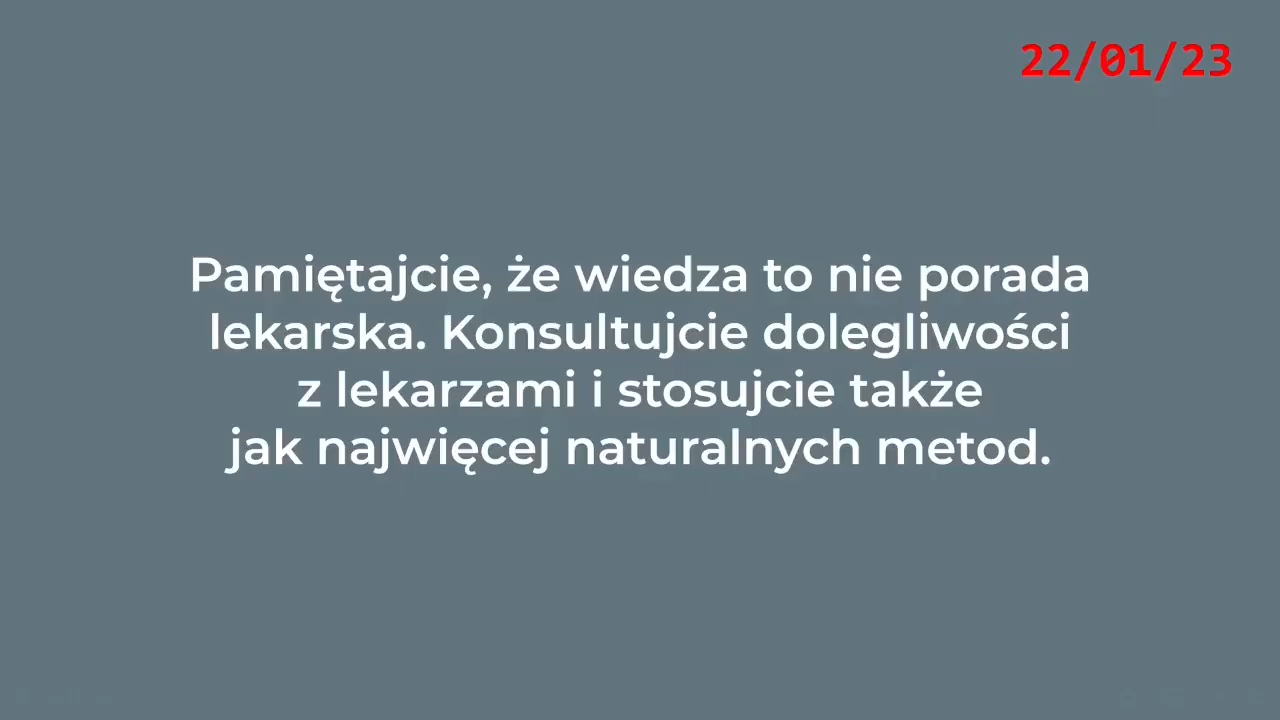 22/01/23
Pamiętajcie, że wiedza to nie porada
lekarska. Konsultujcie dolegliwości
z lekarzami i stosujcie także
jak najwięcej naturalnych metod.